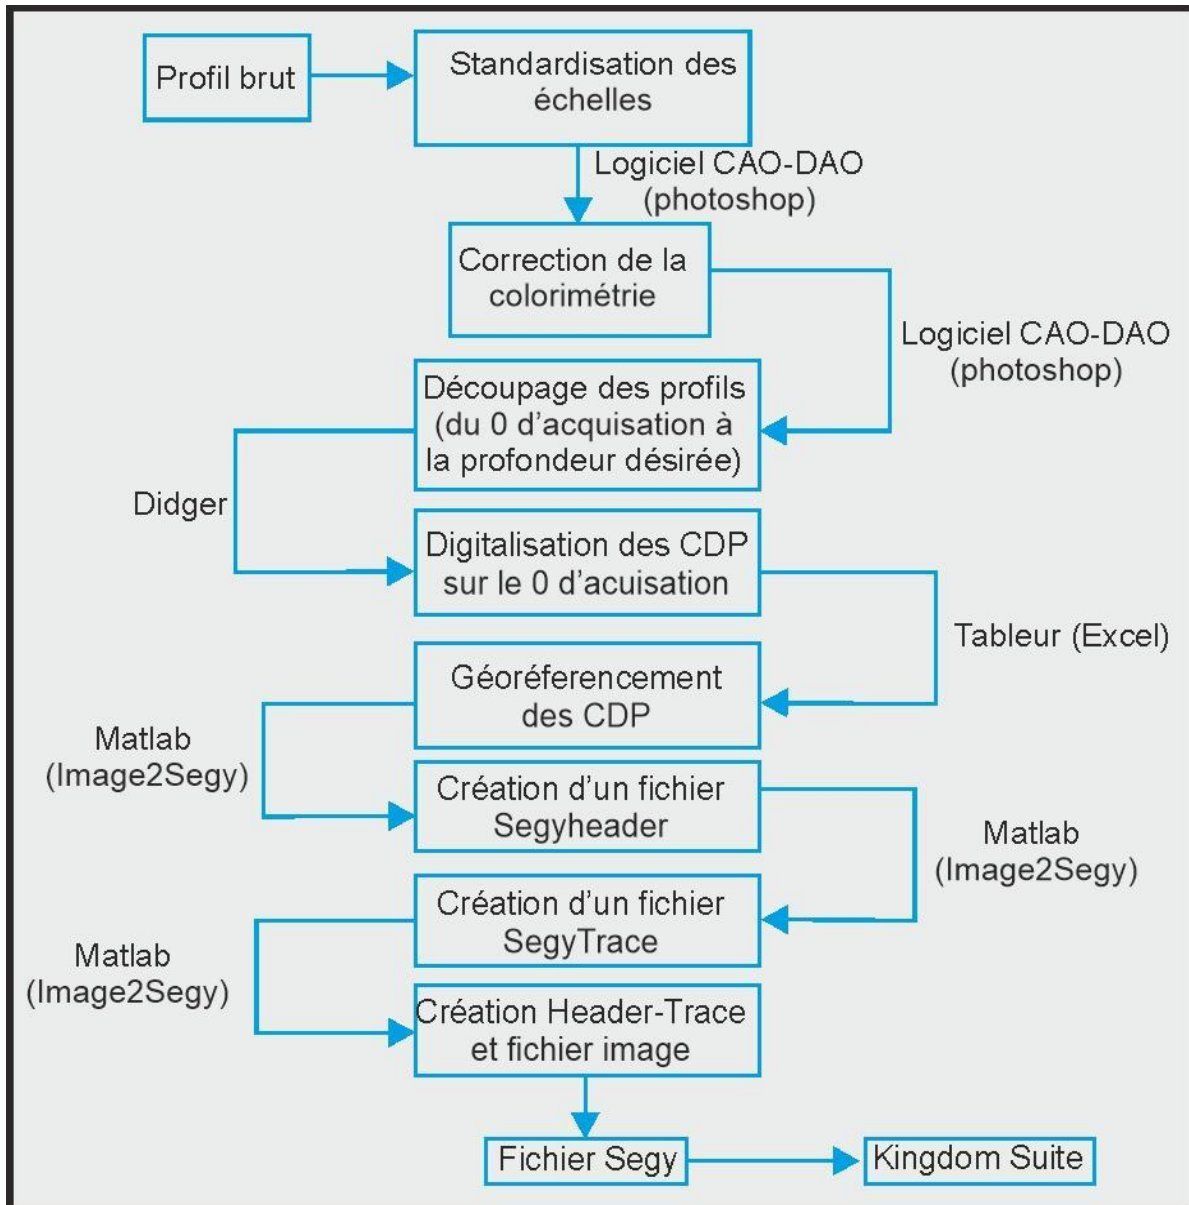 Profil brut
Standardisation des
échelles
Logiciel CAO-DAO
(photoshop)
Correction de la
colorimétrie
Logiciel CAO-DAO
(photoshop)
Découpage des profils
(du 0 d'acquisation à
la profondeur désirée)
Didger
Digitalisation des CDP
sur le 0 d'acuisation
Tableur (Excel)
Géoréferencement
des CDP
Matlab
(Image2Segy)
Création d'un fichier
Segyheader
Matlab
(Image2Segy)
Création d'un fichier
SegyTrace
Matlab
(Image2Segy)
Création Header-Trace
et fichier image
Fichier Segy
Kingdom Suite